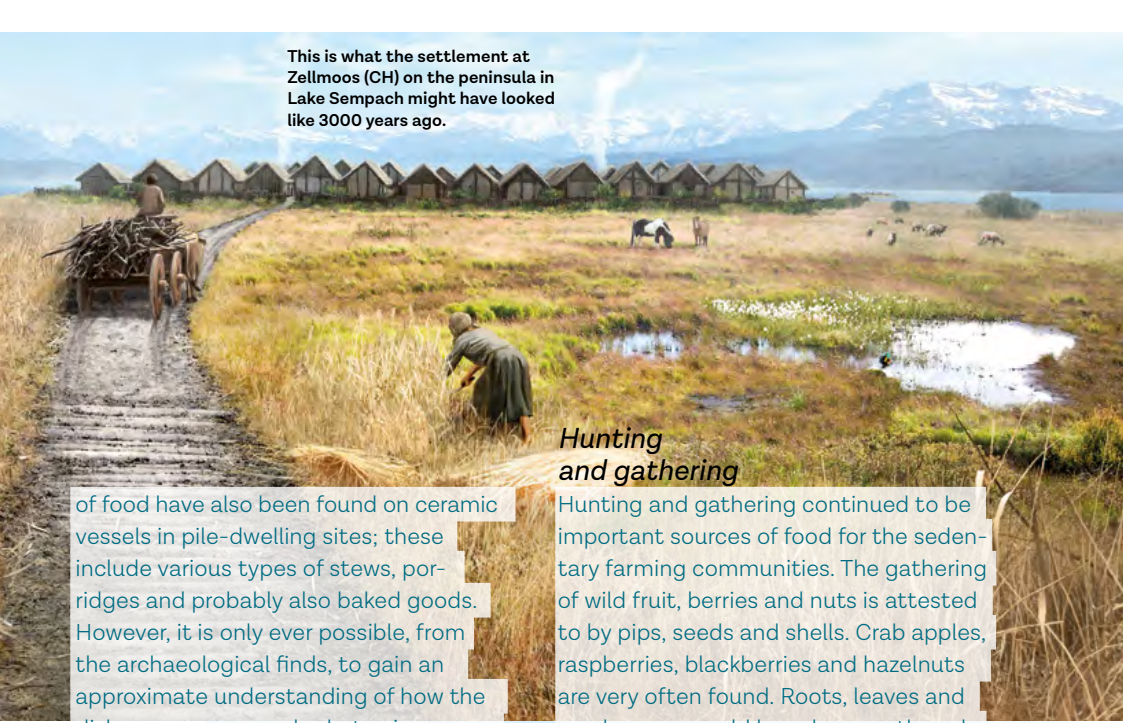 This is what the settlement at
Zellmoos (CH) on the peninsula in
Lake Sempach might have looked
like 3000 years ago.
of food have also been found on ceramic
vessels in pile-dwelling sites; these
include various types of stews, por-
ridges and probably also baked goods.
However, it is only ever possible, from
the archaeological finds, to gain an
approximate understanding of how the
Hunting
and gathering
Hunting and gathering continued to be
important sources of food for the seden-
tary farming communities. The gathering
of wild fruit, berries and nuts is attested
to by pips, seeds and shells. Crab apples,
raspberries, blackberries and hazelnuts
are very often found. Roots, leaves and